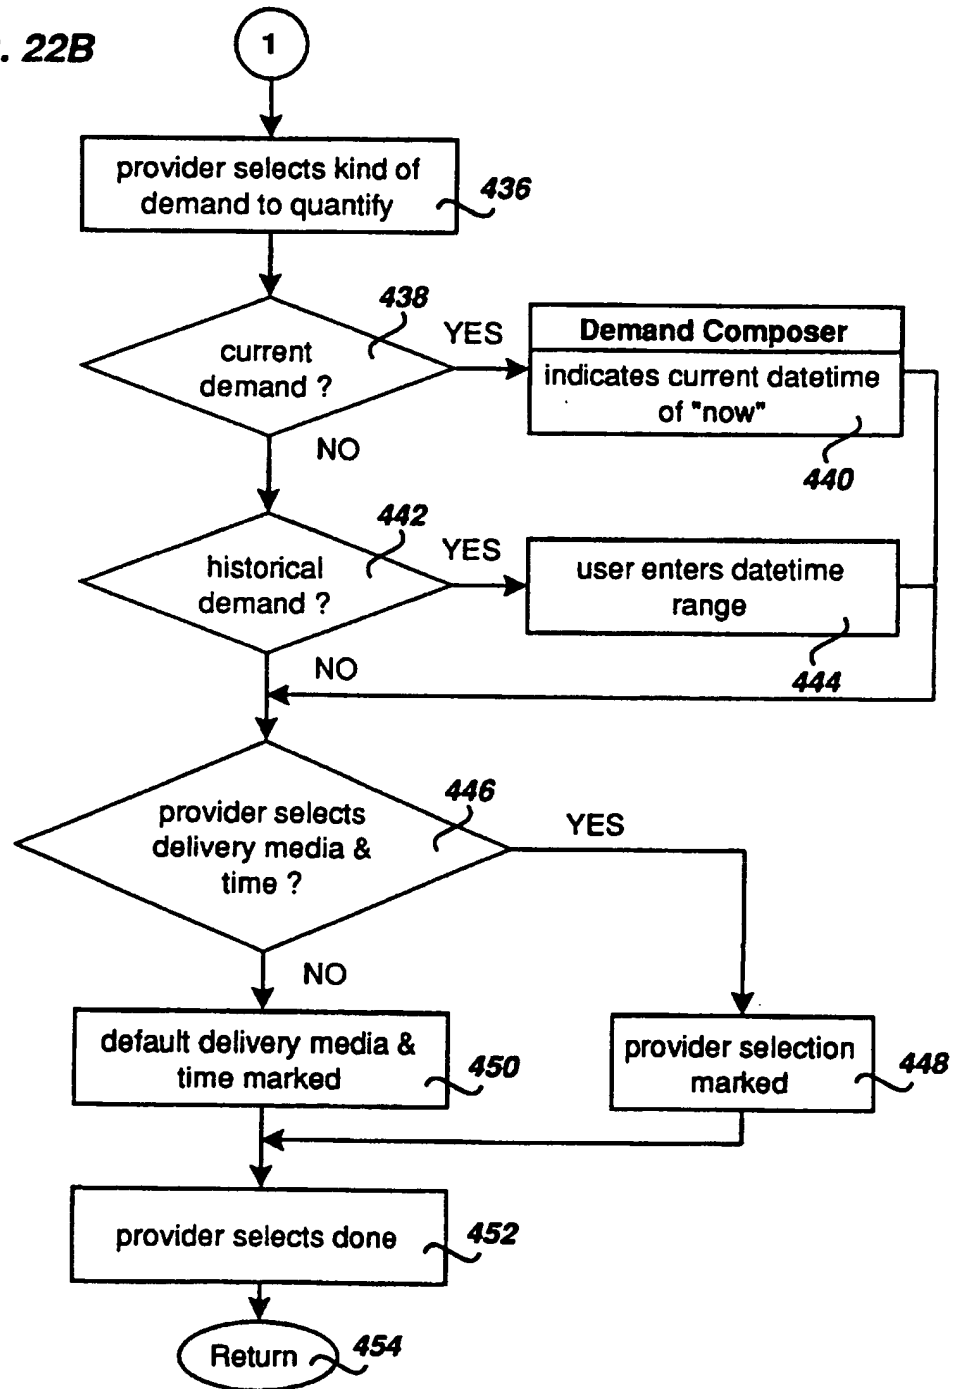 . 22B
1
provider selects kind of
demand to quantify
436
438
current
demand ?
YES
Demand Composer
indicates current datetime
of "now"
440
NO
442
historical
demand ?
YES
user enters datetime
range
444
NO
446
provider selects
delivery media &
time ?
YES
NO
default delivery media &
time marked
450
provider selection
marked
448
provider selects done
452
Return
454